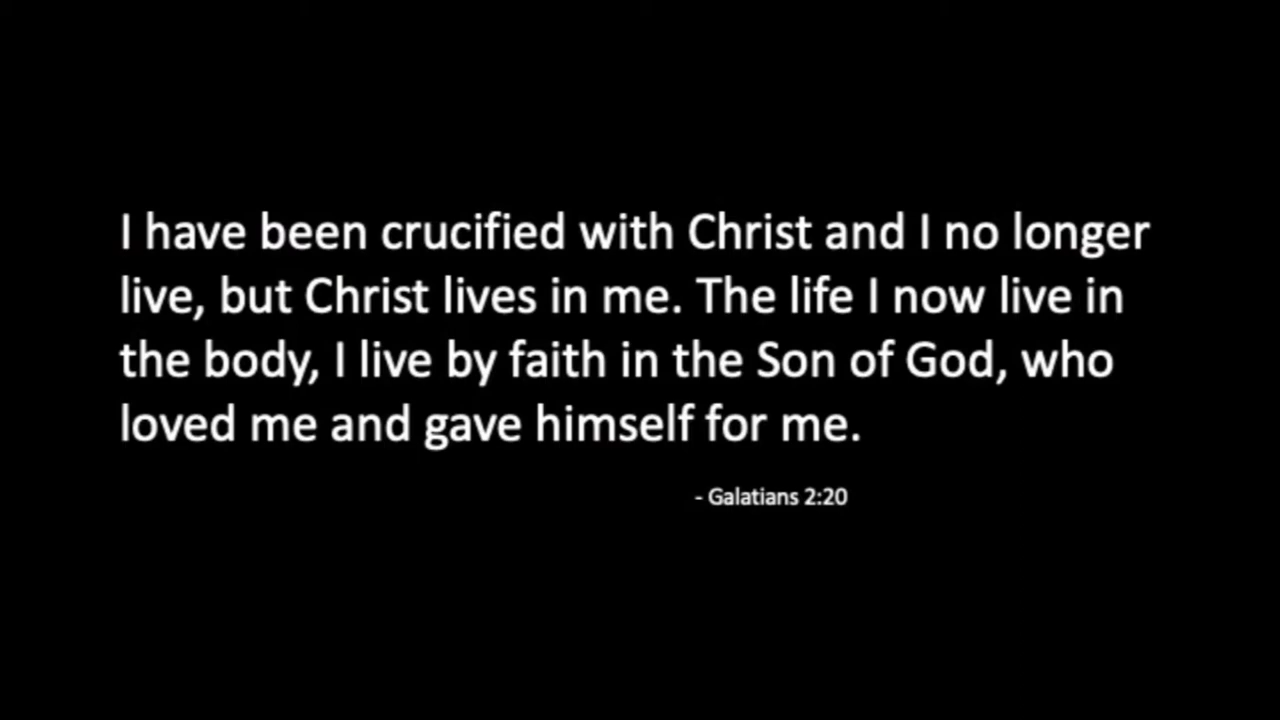 I have been crucified with Christ and I no longer
live, but Christ lives in me. The life I now live in
the body, I live by faith in the Son of God, who
loved me and gave himself for me.
- Galatians 2:20